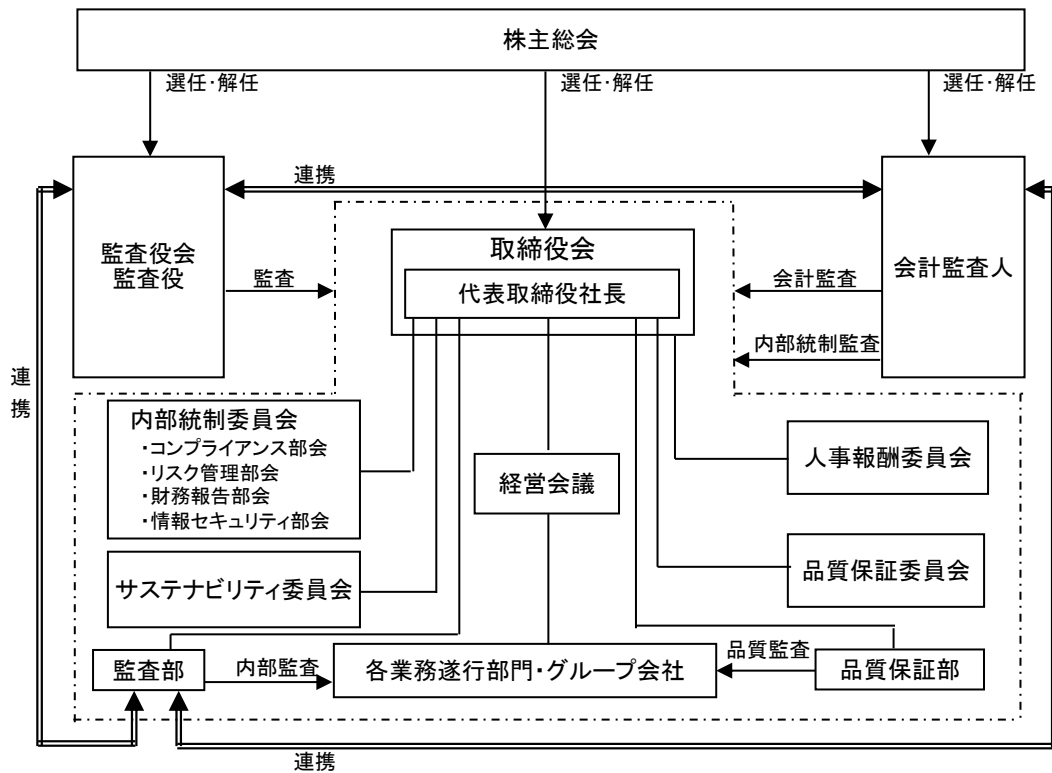 株主総会
選任・解任
選任・解任
選任・解任
連携
監査役会
監査役
監査
取締役会
代表取締役社長
会計監査人
会計監査
内部統制監査
連
携
内部統制委員会
・コンプライアンス部会
・リスク管理部会
・財務報告部会
・情報セキュリティ部会
経営会議
人事報酬委員会
サステナビリティ委員会
品質保証委員会
監査部
内部監査
各業務遂行部門・グループ会社
品質監査
品質保証部
連携